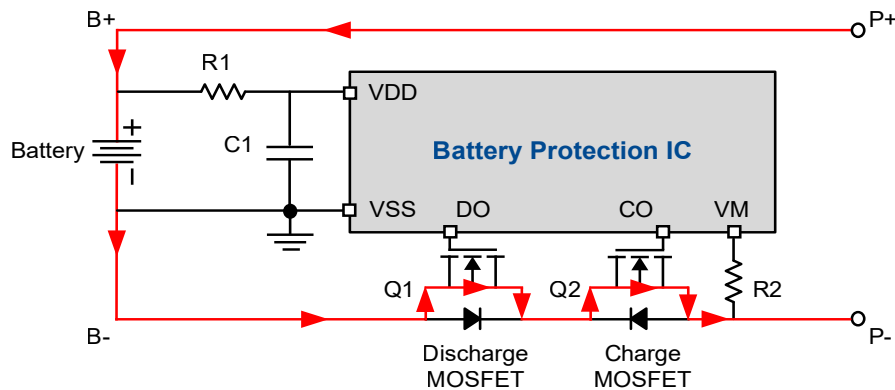 B+
P+
R1
VDD
Battery
+
C1
Battery Protection IC
–
VSS
DO
CO
VM
Q1
Q2
R2
B-
P-
Discharge
MOSFET
Charge
MOSFET